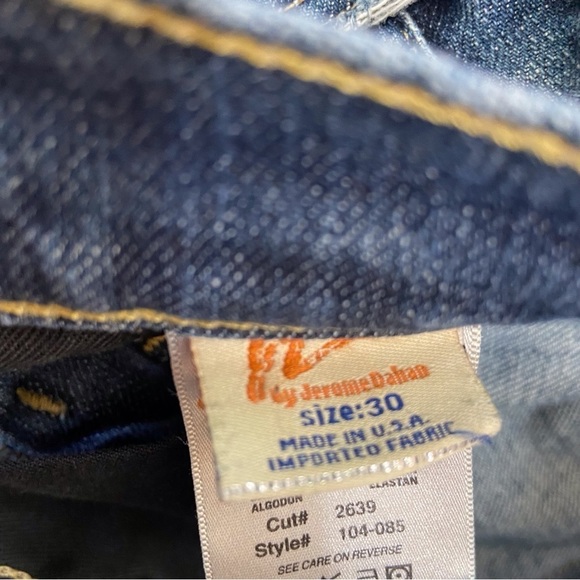 by Jerome Dahan
Size:30
MADE IN U.S.A.
IMPORTED FABRIC
ELASTAN
ALGODON
Cut# 2639
Style# 104-085
SEE CARE ON REVERSE